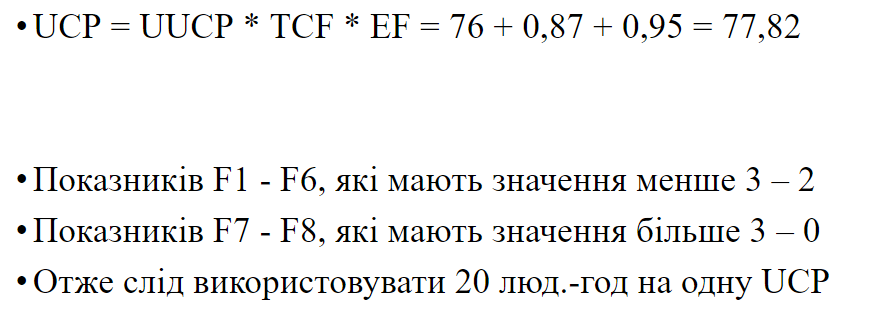 • UCP = UUCP * TCF * EF = 76 + 0,87 + 0,95 = 77,82
• Показників F1 - F6, які мають значення менше 3 – 2
• Показників F7 - F8, які мають значення більше 3 – 0
• Отже слід використовувати 20 люд.-год на одну UCP